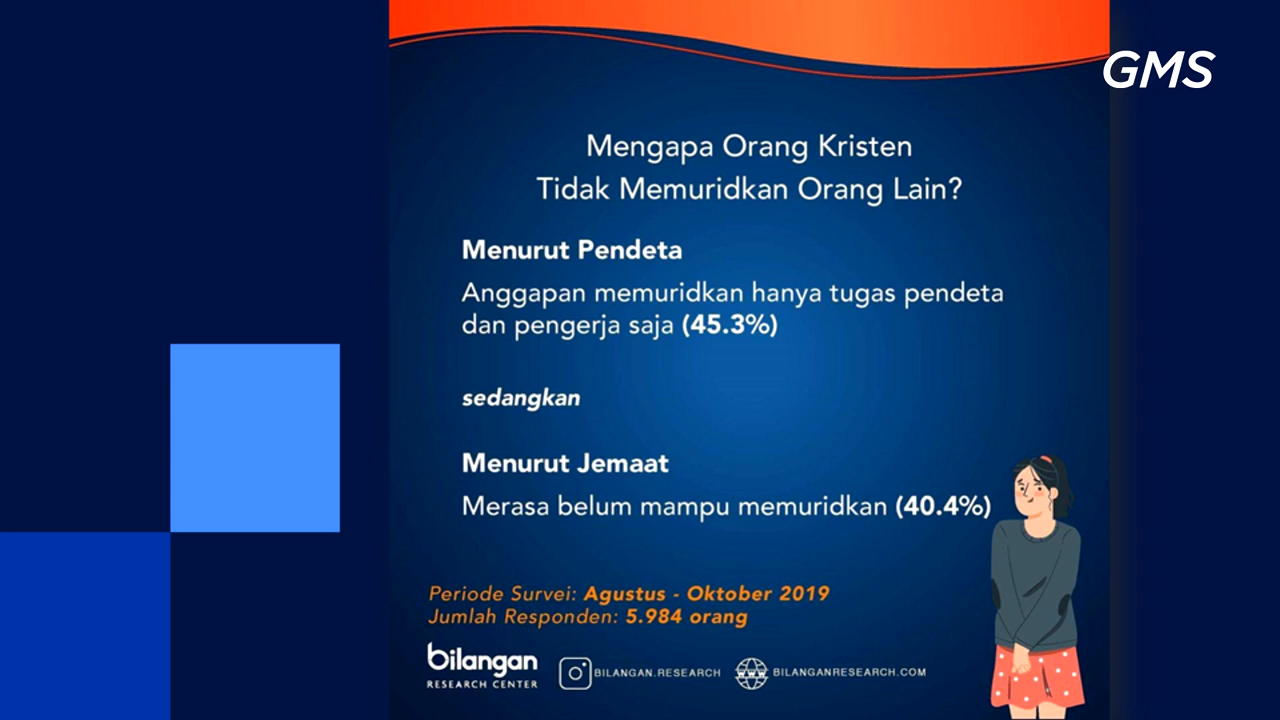 GMS
Mengapa Orang Kristen
Tidak Memuridkan Orang Lain?
Menurut Pendeta
Anggapan memuridkan hanya tugas pendeta
dan pengerja saja (45.3%)
sedangkan
Menurut Jemaat
Merasa belum mampu memuridkan (40.4%)
Periode Survei: Agustus - Oktober 2019
Jumlah Responden: 5.984 orang
bilangan
RESEARCH CENTER
BILANGAN.RESEARCH
WWW
BILANGANRESEARCH.COM